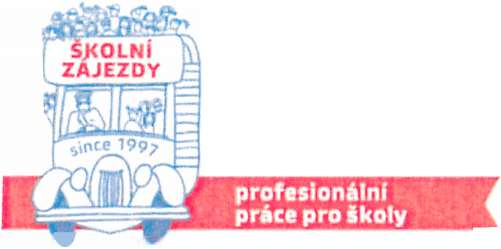 ŠKOLNÍ
ZÁJEZDY
since 1997
profesionální
práce pro školy